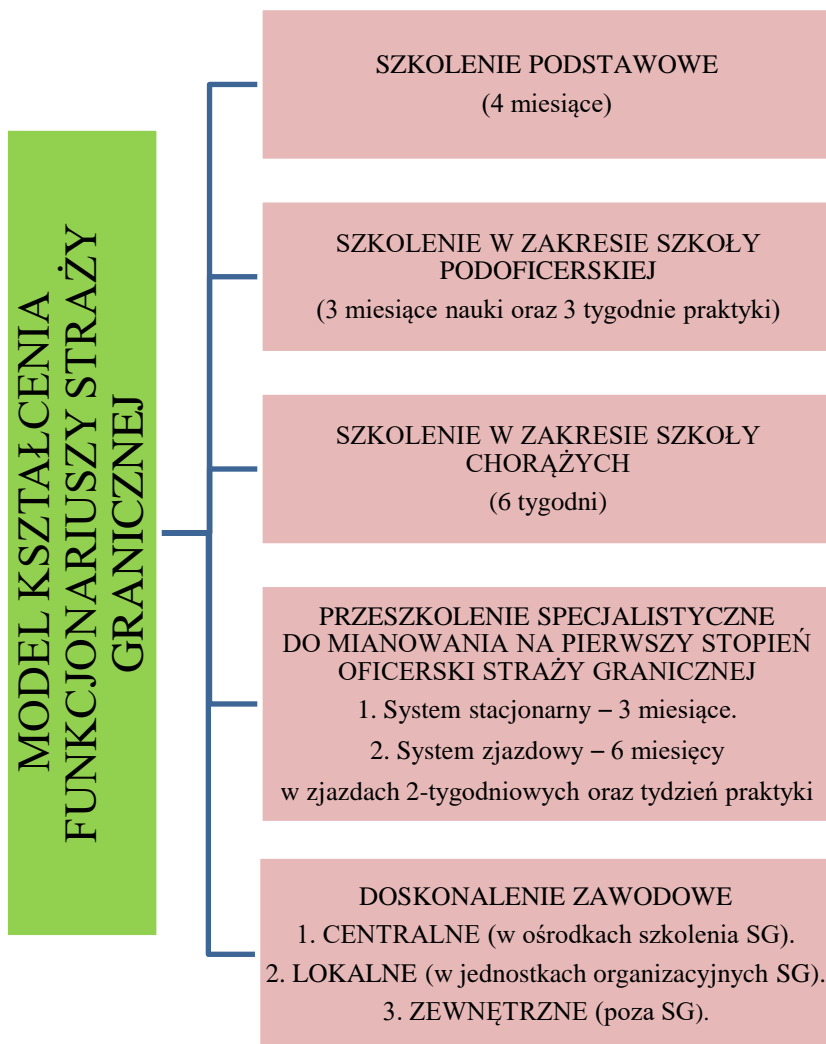 MODEL KSZTAŁCENIA
FUNKCJONARIUSZY STRAŻY
GRANICZNEJ
SZKOLENIE PODSTAWOWE
(4 miesiące)
SZKOLENIE W ZAKRESIE SZKOŁY
PODOFICERSKIEJ
(3 miesiące nauki oraz 3 tygodnie praktyki)
SZKOLENIE W ZAKRESIE SZKOŁY
CHORĄŻYCH
(6 tygodni)
PRZESZKOLENIE SPECJALISTYCZNE
DO MIANOWANIA NA PIERWSZY STOPIEŃ
OFICERSKI STRAŻY GRANICZNEJ
1. System stacjonarny – 3 miesiące.
2. System zjazdowy – 6 miesięcy
w zjazdach 2-tygodniowych oraz tydzień praktyki
DOSKONALENIE ZAWODOWE
1. CENTRALNE (w ośrodkach szkolenia SG).
2. LOKALNE (w jednostkach organizacyjnych SG).
3. ZEWNĘTRZNE (poza SG).